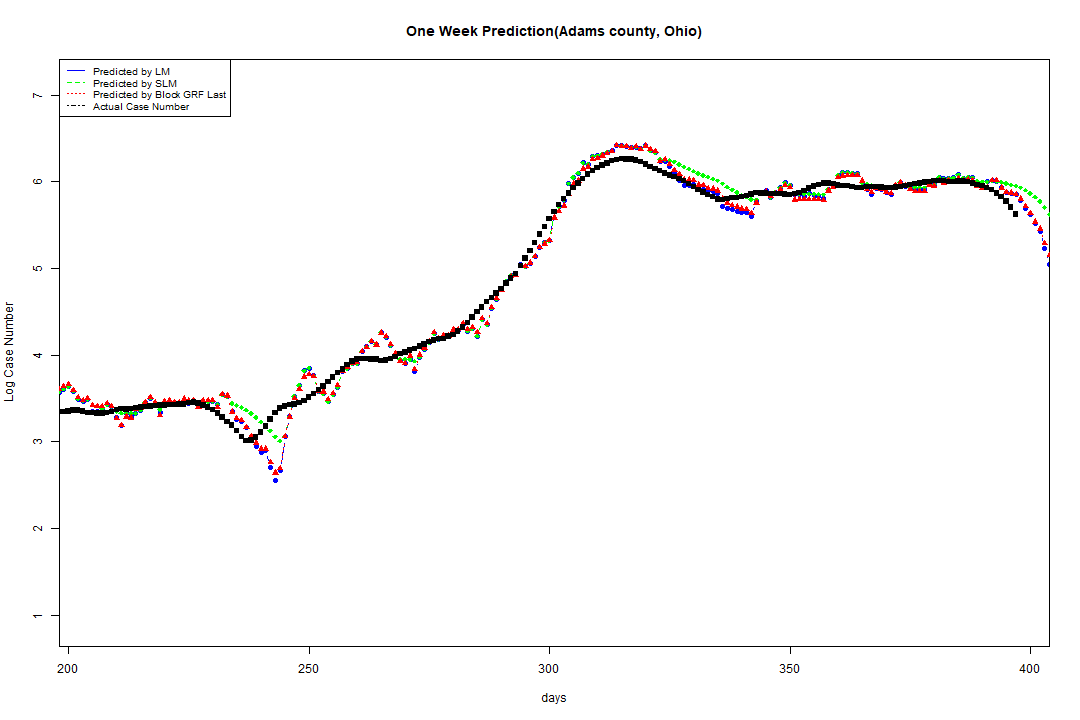 One Week Prediction(Adams county, Ohio)
Predicted by LM
Predicted by SLM
Predicted by Block GRF Last
Actual Case Number
7
6
5
4
3
2
1
Log Case Number
200 250 300 350 400
days